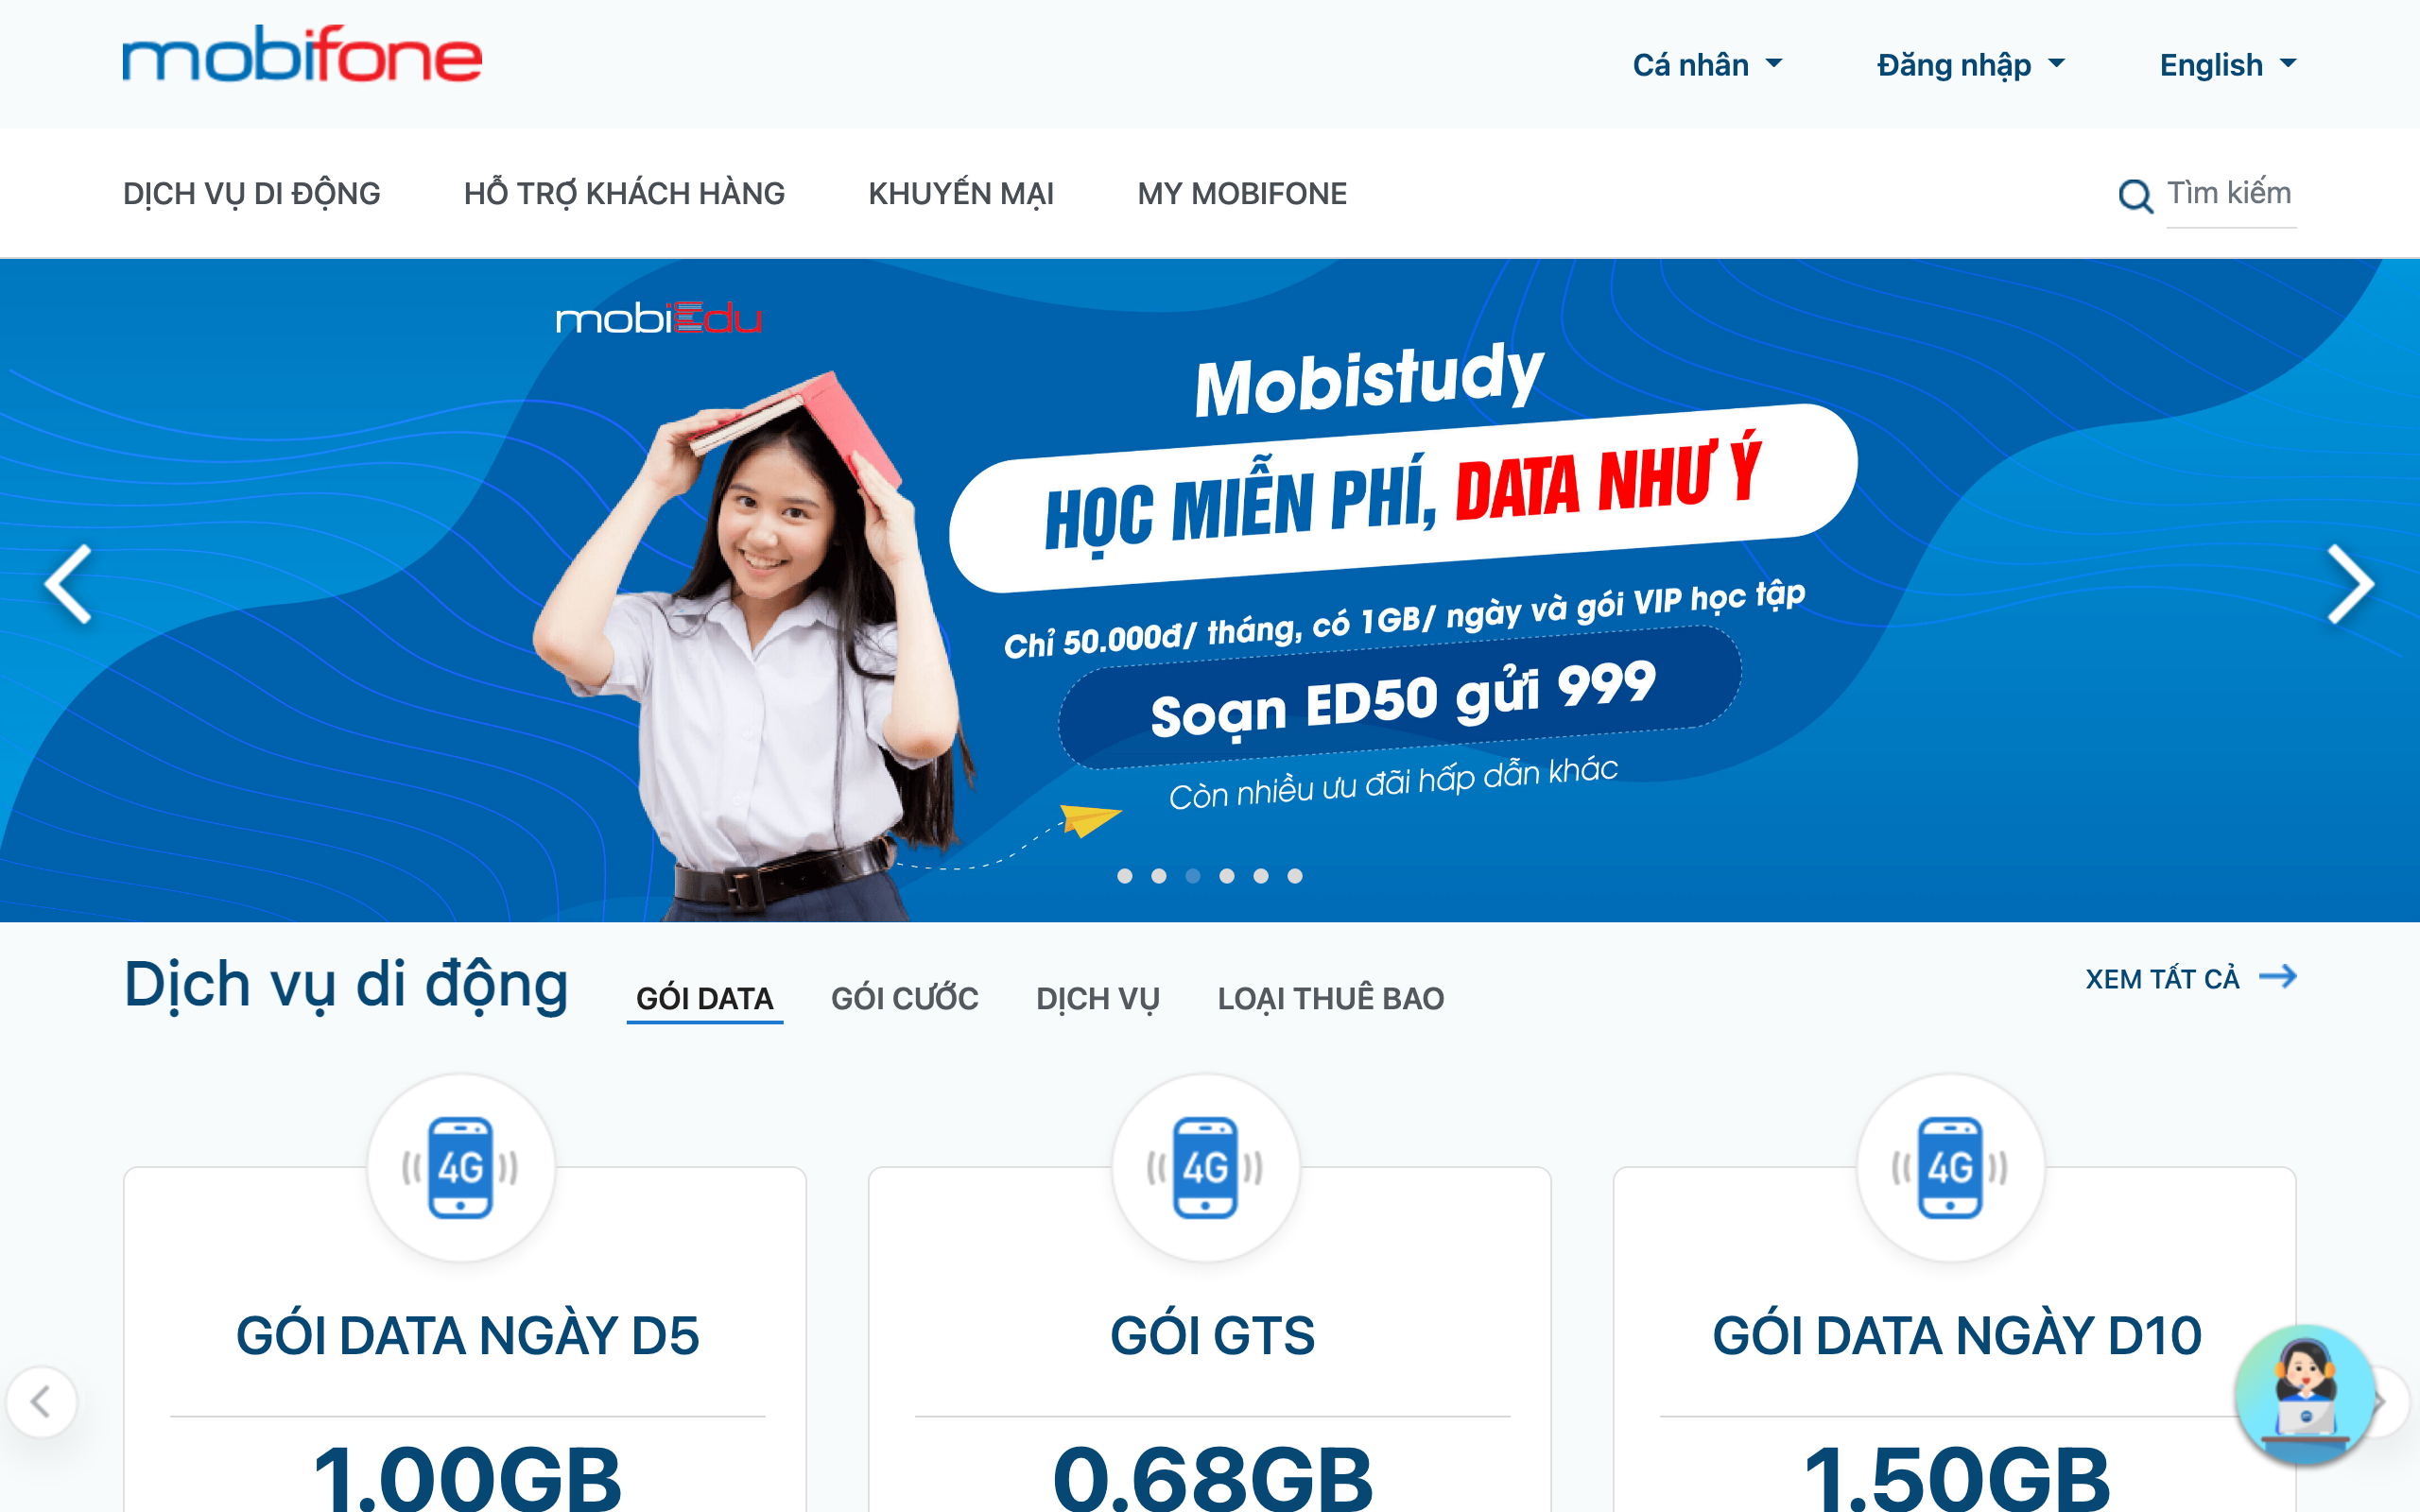 mobifone
Cá nhân
Đăng nhập
English
DỊCH VỤ DI ĐỘNG
HỖ TRỢ KHÁCH HÀNG
KHUYẾN MẠI
MY MOBIFONE
Tìm kiếm
mobiEdu
Mobistudy
HỌC MIỄN PHÍ, DATA NHƯ Ý
Chỉ 50.000đ/ tháng, có 1GB/ ngày và gói VIP học tập
Soạn ED50 gửi 999
Còn nhiều ưu đãi hấp dẫn khác
Dịch vụ di động
GÓI DATA
GÓI CƯỚC
DỊCH VỤ
LOẠI THUÊ BAO
XEM TẤT CẢ
4G
4G
4G
GÓI DATA NGÀY D5
GÓI GTS
GÓI DATA NGÀY D10
1.00GB
0.68GB
1.50GB